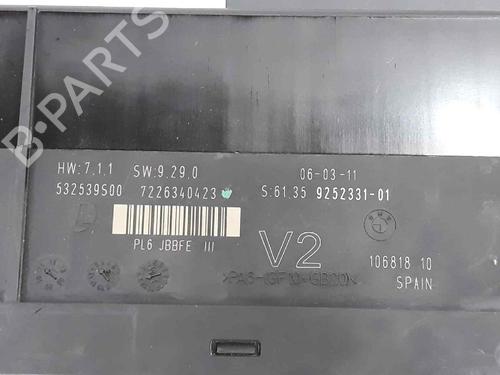 B-PARTS
HW:7.1.1 SW:9.29.0 06-03-11
532539S00 7226340423 S:61.35 9252331-01
PL6 JBBFE III
V2
106818 10
SPAIN